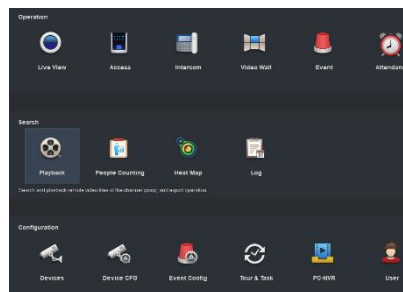 Operation
Live View Access Intercom Video Wall Event Attendan
Search
Playback People Counting Heat Map Log
Search and playback remote video files of the channel group, and export operation.
Configuration
Devices Device CFG Event Config Tour & Task PC-NVR User